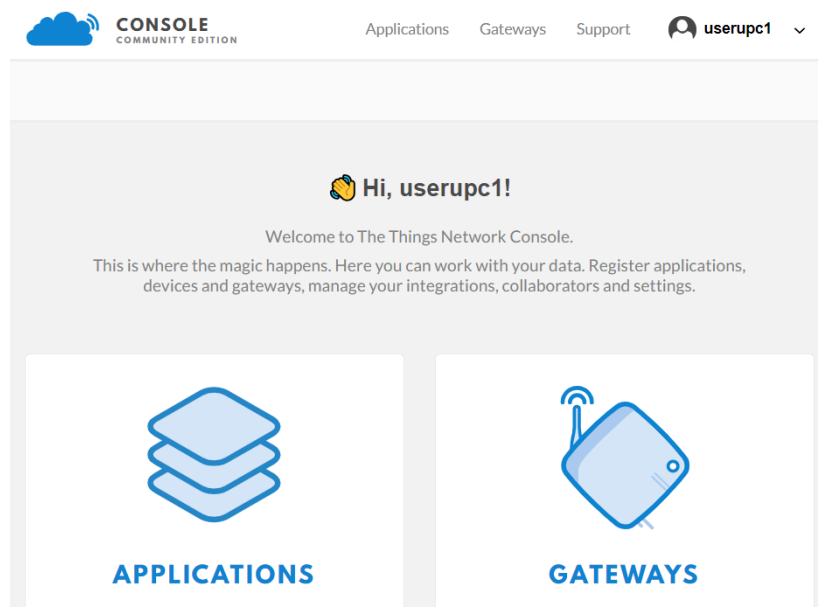 CONSOLE
COMMUNITY EDITION
Applications
Gateways
Support
userupc1
Hi, userupc1!
Welcome to The Things Network Console.
This is where the magic happens. Here you can work with your data. Register applications,
devices and gateways, manage your integrations, collaborators and settings.
APPLICATIONS
GATEWAYS